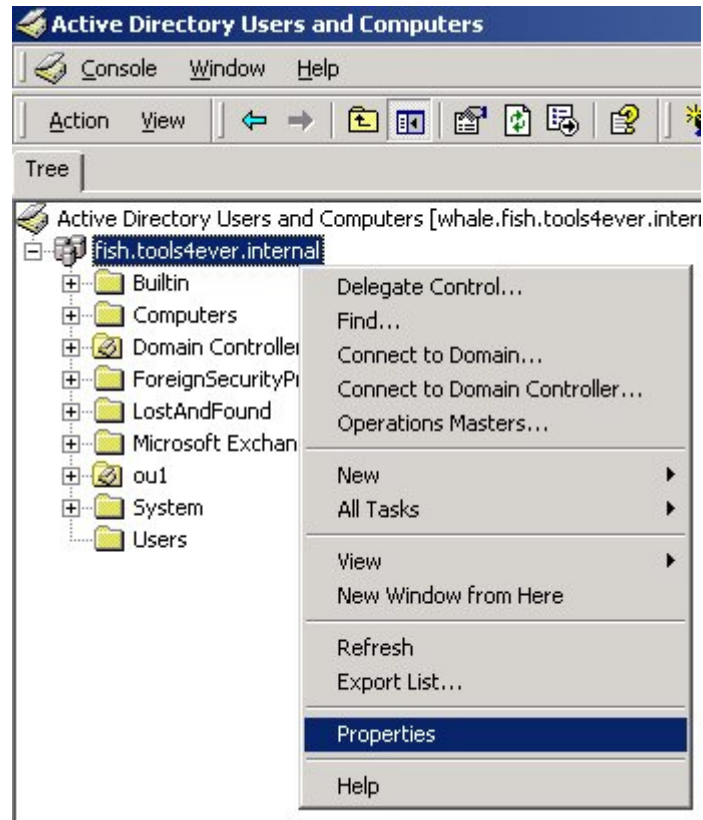 Active Directory Users and Computers
Console Window Help
Action View
Tree
Active Directory Users and Computers [whale.fish.tools4ever.inter
fish.tools4ever.internal
Builtin
Computers
Domain Controller
ForeignSecurityPr
LostAndFound
Microsoft Exchan
ou1
System
Users
Delegate Control...
Find...
Connect to Domain...
Connect to Domain Controller...
Operations Masters...
New
All Tasks
View
New Window from Here
Refresh
Export List...
Properties
Help